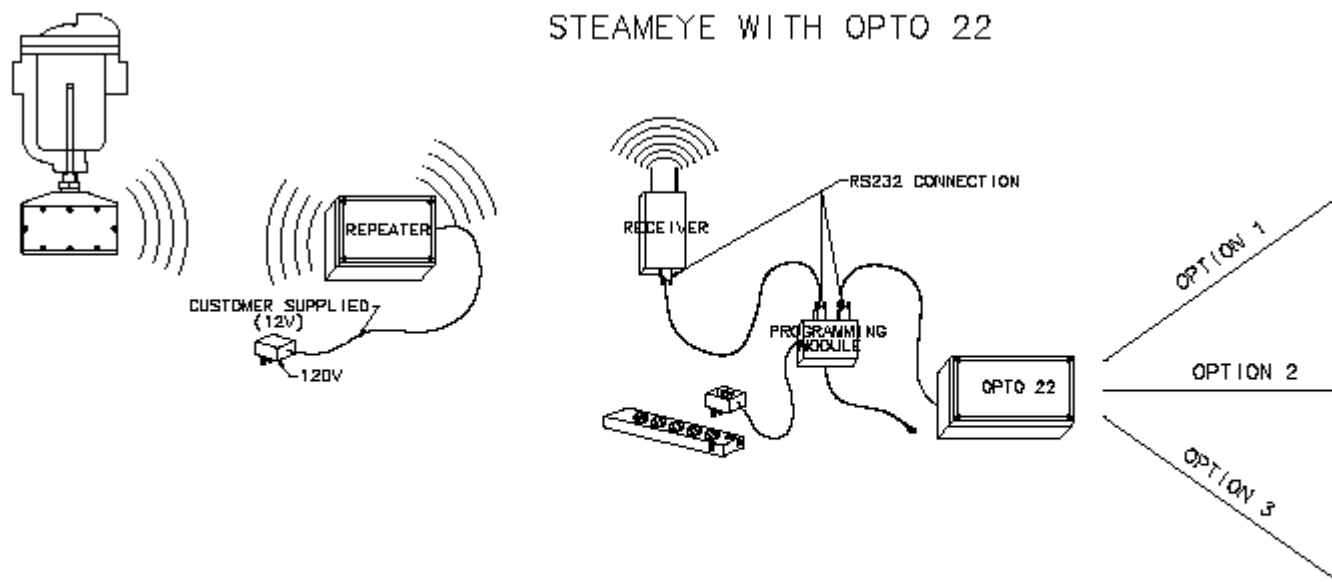 STEAMEYE WITH OPTO 22
RS232 CONNECTION
RECEIVER
REPEATER
CUSTOMER SUPPLIED
(12V)
120V
PROGRAMMING
MODULE
OPTO 22
OPTION 1
OPTION 2
OPTION 3